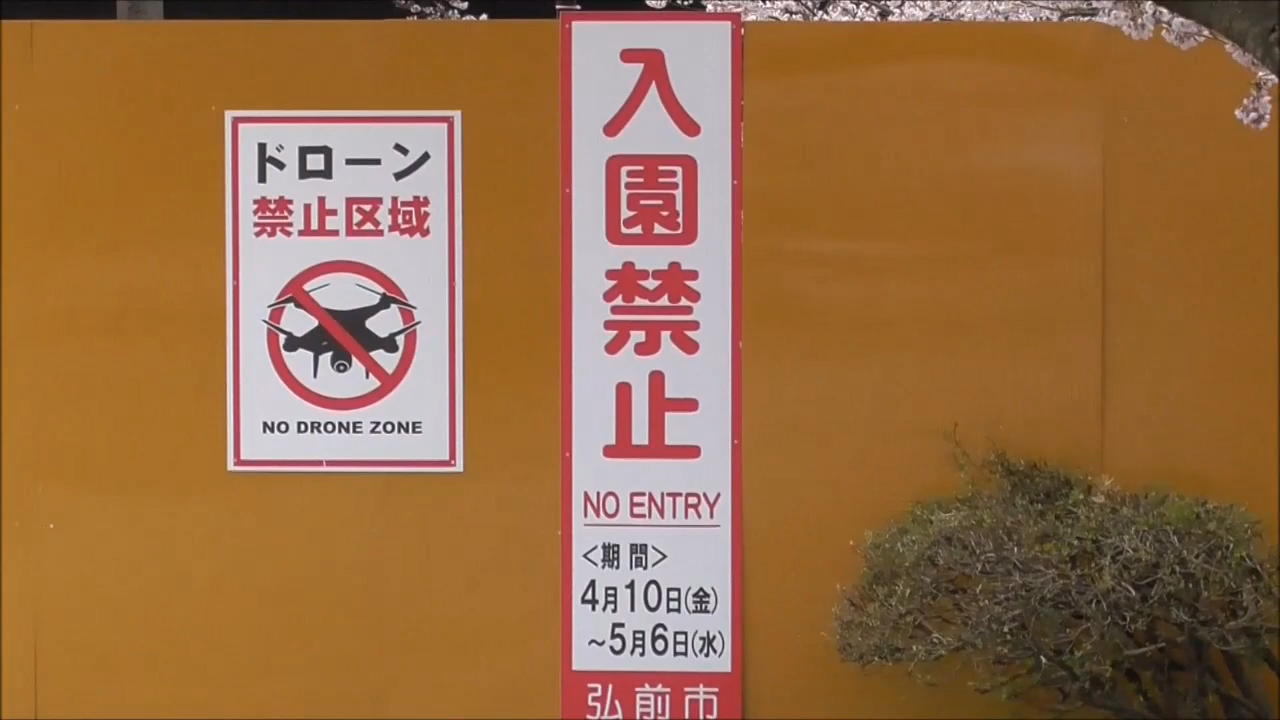 ドローン
禁止区域
NO DRONE ZONE
入園禁止
NO ENTRY
<期間>
4月10日(金)
～5月6日(水)
弘前市